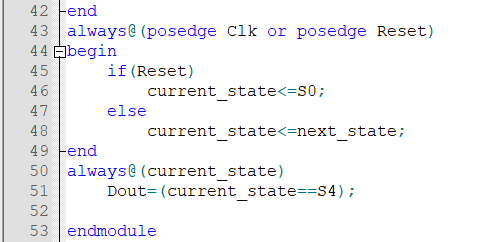 42 end
43 always@(posedge Clk or posedge Reset)
44 begin
45     if(Reset)
46         current_state<=S0;
47     else
48         current_state<=next_state;
49 end
50 always@(current_state)
51     Dout=(current_state==S4);
52
53 endmodule